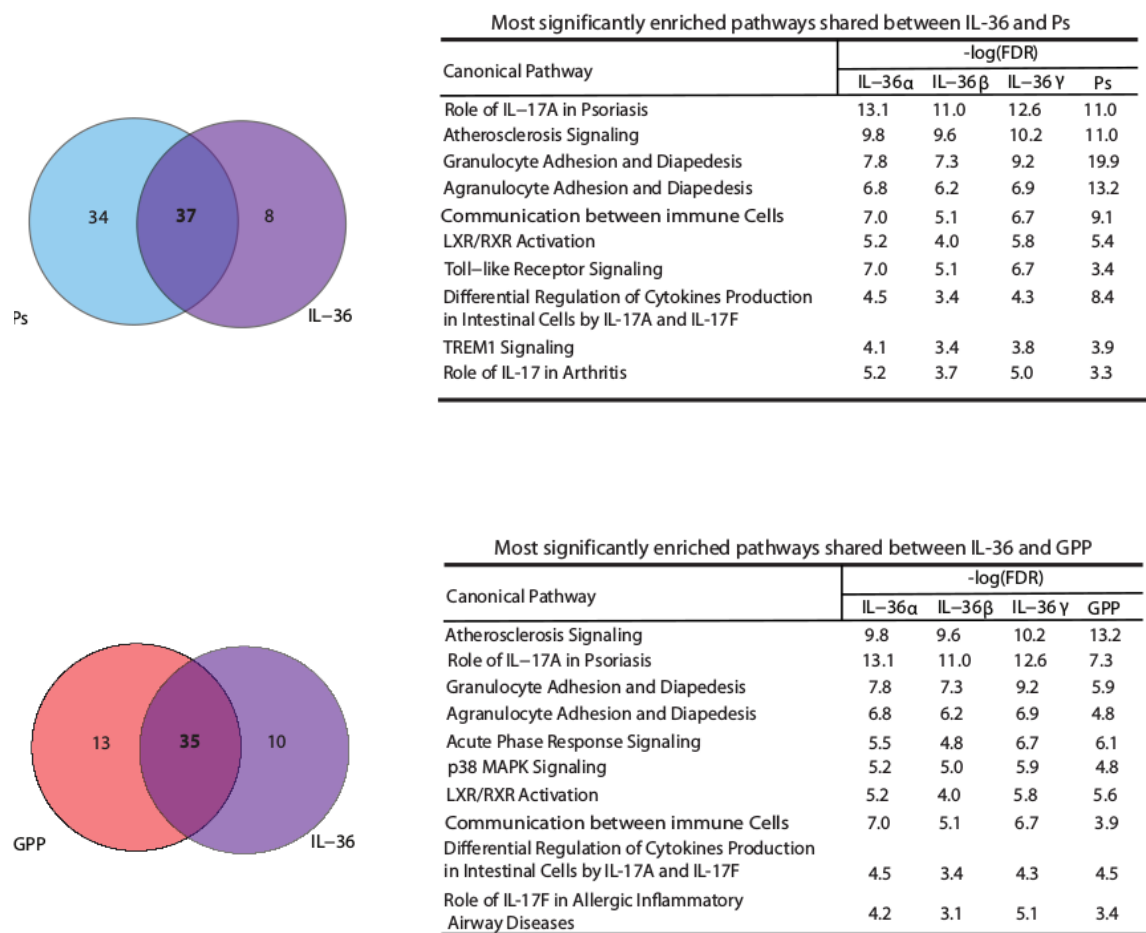 Most significantly enriched pathways shared between IL-36 and Ps
-log(FDR)
Canonical Pathway
IL−36α IL−36β IL−36γ Ps
Role of IL−17A in Psoriasis 13.1 11.0 12.6 11.0
Atherosclerosis Signaling 9.8 9.6 10.2 11.0
Granulocyte Adhesion and Diapedesis 7.8 7.3 9.2 19.9
Agranulocyte Adhesion and Diapedesis 6.8 6.2 6.9 13.2
Communication between immune Cells 7.0 5.1 6.7 9.1
LXR/RXR Activation 5.2 4.0 5.8 5.4
Toll−like Receptor Signaling 7.0 5.1 6.7 3.4
Differential Regulation of Cytokines Production 4.5 3.4 4.3 8.4
in Intestinal Cells by IL-17A and IL-17F
TREM1 Signaling 4.1 3.4 3.8 3.9
Role of IL-17 in Arthritis 5.2 3.7 5.0 3.3
34 37 8
Ps IL−36
Most significantly enriched pathways shared between IL-36 and GPP
-log(FDR)
Canonical Pathway
IL−36α IL−36β IL−36γ GPP
Atherosclerosis Signaling 9.8 9.6 10.2 13.2
Role of IL−17A in Psoriasis 13.1 11.0 12.6 7.3
Granulocyte Adhesion and Diapedesis 7.8 7.3 9.2 5.9
Agranulocyte Adhesion and Diapedesis 6.8 6.2 6.9 4.8
Acute Phase Response Signaling 5.5 4.8 6.7 6.1
p38 MAPK Signaling 5.2 5.0 5.9 4.8
LXR/RXR Activation 5.2 4.0 5.8 5.6
Communication between immune Cells 7.0 5.1 6.7 3.9
Differential Regulation of Cytokines Production
in Intestinal Cells by IL-17A and IL-17F 4.5 3.4 4.3 4.5
Role of IL-17F in Allergic Inflammatory
Airway Diseases 4.2 3.1 5.1 3.4
13 35 10
GPP IL−36